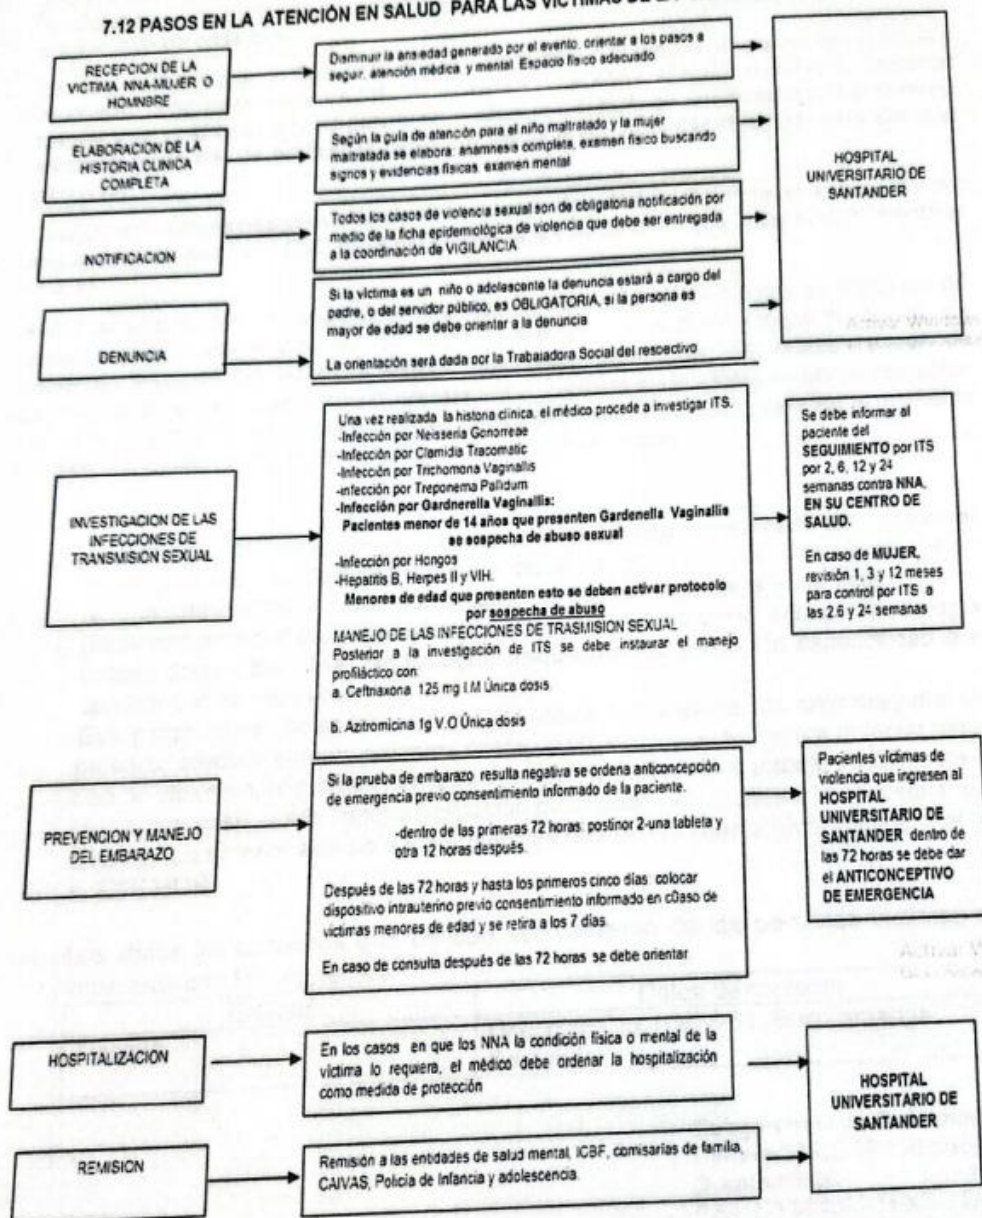 7.12 PASOS EN LA ATENCIÓN EN SALUD PARA LAS VICTIMAS DE LA
RECEPCION DE LA
VICTIMA NNA-MUJER O
HOMNBRE
Disminuir la ansiedad generado por el evento, orientar a los pasos a
seguir, atención médica y mental. Espacio físico adecuado
ELABORACION DE LA
HISTORIA CLINICA
COMPLETA
Según la guía de atención para el niño maltratado y la mujer
maltratada se elabora: anamnesis completa, examen físico buscando
signos y evidencias físicas, examen mental
HOSPITAL
UNIVERSITARIO DE
SANTANDER
NOTIFICACION
Todos los casos de violencia sexual son de obligatoria notificación por
medio de la ficha epidemiológica de violencia que debe ser entregada
a la coordinación de VIGILANCIA
DENUNCIA
Si la víctima es un niño o adolescente la denuncia estará a cargo del
padre, o del servidor público, es OBLIGATORIA, si la persona es
mayor de edad se debe orientar a la denuncia
La orientación será dada por la Trabajadora Social del respectivo
INVESTIGACION DE LAS
INFECCIONES DE
TRANSMISION SEXUAL
Una vez realizada la historia clínica, el médico procede a investigar ITS,
-Infección por Neisseria Gonorreae
-Infección por Clamidia Tracomatic
-Infección por Trichomona Vaginallis
-infección por Treponema Pallidum
-Infección por Gardnerella Vaginallis:
Pacientes menor de 14 años que presenten Gardenella Vaginallis
se sospecha de abuso sexual
-Infección por Hongos
-Hepatitis B, Herpes II y VIH.
Menores de edad que presenten esto se deben activar protocolo
por sospecha de abuso
MANEJO DE LAS INFECCIONES DE TRASMISION SEXUAL
Posterior a la investigación de ITS se debe instaurar el manejo
profiláctico con:
a. Ceftriaxona 125 mg I.M Única dosis
b. Azitromicina 1g V.O Única dosis
Se debe informar al
paciente del
SEGUIMIENTO por ITS
por 2, 6, 12 y 24
semanas contra NNA,
EN SU CENTRO DE
SALUD.
En caso de MUJER,
revisión 1, 3 y 12 meses
para control por ITS a
las 2.6 y 24 semanas
PREVENCION Y MANEJO
DEL EMBARAZO
Si la prueba de embarazo resulta negativa se ordena anticoncepción
de emergencia previo consentimiento informado de la paciente.
-dentro de las primeras 72 horas, postinor 2-una tableta y
otra 12 horas después.
Después de las 72 horas y hasta los primeros cinco días: colocar
dispositivo intrauterino previo consentimiento informado en c0aso de
víctimas menores de edad y se retira a los 7 días.
En caso de consulta después de las 72 horas se debe orientar
Pacientes víctimas de
violencia que ingresen al
HOSPITAL
UNIVERSITARIO DE
SANTANDER dentro de
las 72 horas se debe dar
el ANTICONCEPTIVO
DE EMERGENCIA
HOSPITALIZACION
En los casos en que los NNA la condición física o mental de la
víctima lo requiera, el médico debe ordenar la hospitalización
como medida de protección
REMISION
Remisión a las entidades de salud mental, ICBF, comisarias de familia,
CAIVAS, Policía de Infancia y adolescencia.
HOSPITAL
UNIVERSITARIO DE
SANTANDER